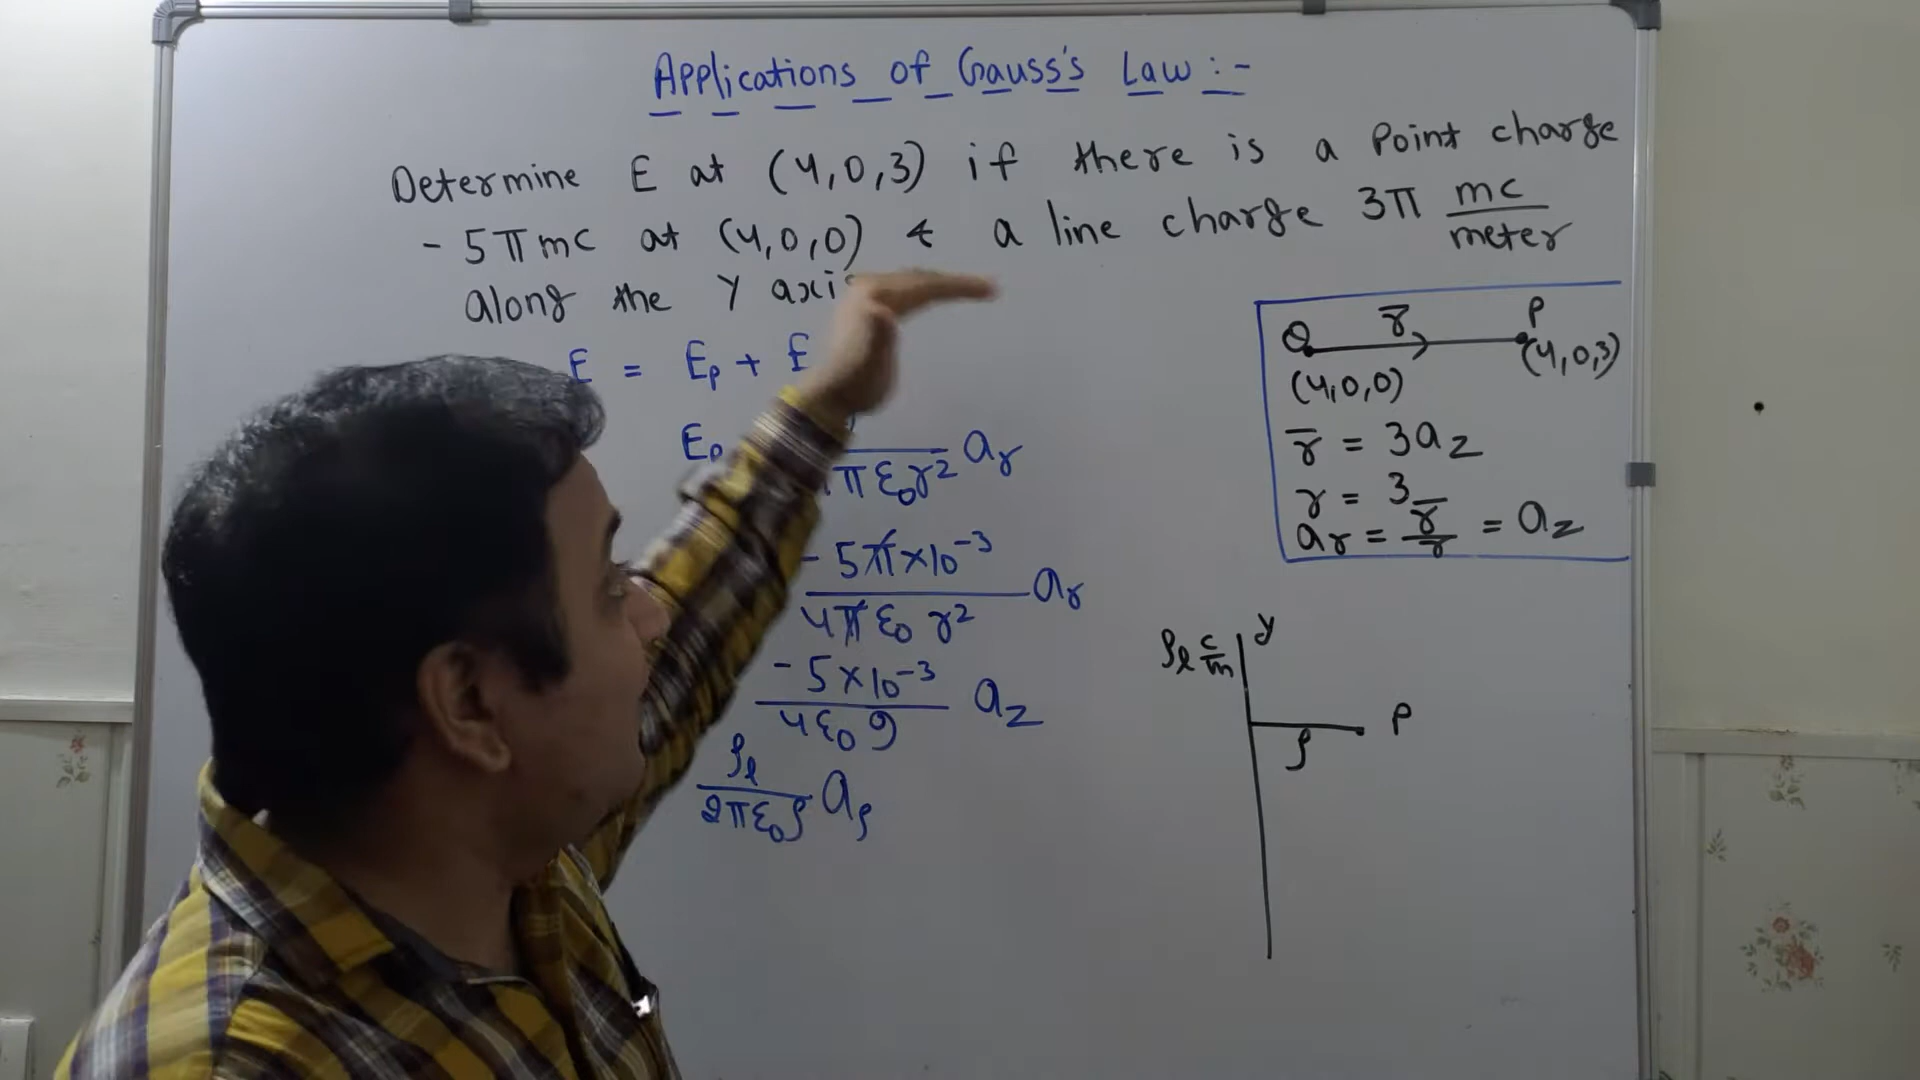 Applications of Gauss's Law :-
Determine E at (4,0,3) if there is a Point charge
- 5π mc at (4,0,0) & a line charge 3π mc/meter
along the Y axis
E = Ep + E
Ep
πε₀r² ar
- 5π×10⁻³ / 4πε₀ r² ar
- 5×10⁻³ / 4ε₀ 9 az
ρl / 2πε₀ρ aρ
Q r̄ P
(4,0,0) (4,0,3)
r̄ = 3az
r = 3
ar = r̄/r = az
ρl c/m y
ρ P